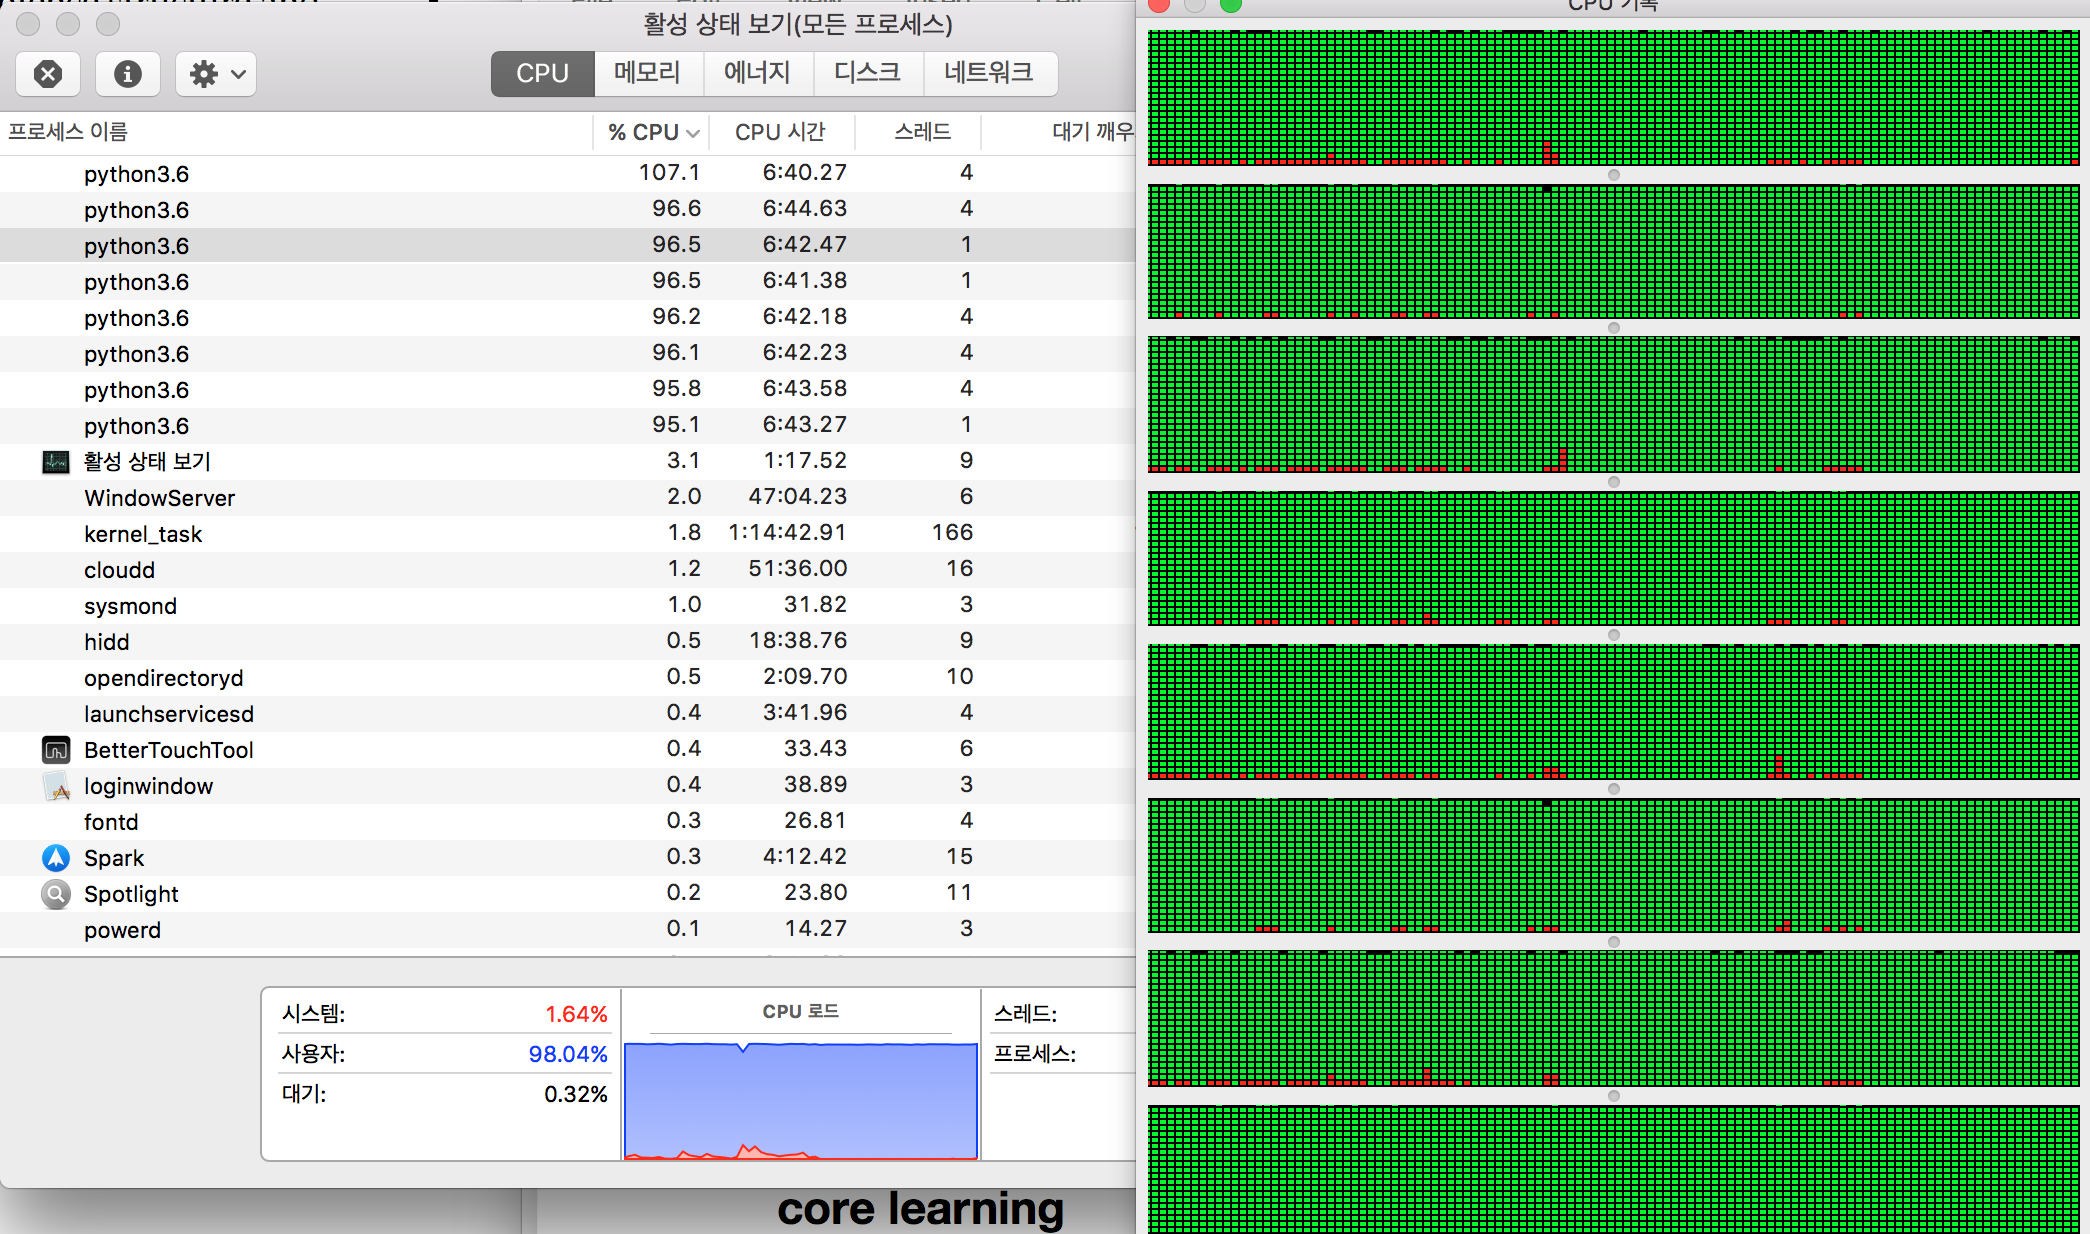 활성 상태 보기(모든 프로세스)
CPU 기록
CPU 메모리 에너지 디스크 네트워크
프로세스 이름 % CPU CPU 시간 스레드 대기 깨우
python3.6 107.1 6:40.27 4
python3.6 96.6 6:44.63 4
python3.6 96.5 6:42.47 1
python3.6 96.5 6:41.38 1
python3.6 96.2 6:42.18 4
python3.6 96.1 6:42.23 4
python3.6 95.8 6:43.58 4
python3.6 95.1 6:43.27 1
활성 상태 보기 3.1 1:17.52 9
WindowServer 2.0 47:04.23 6
kernel_task 1.8 1:14:42.91 166
cloudd 1.2 51:36.00 16
sysmond 1.0 31.82 3
hidd 0.5 18:38.76 9
opendirectoryd 0.5 2:09.70 10
launchservicesd 0.4 3:41.96 4
BetterTouchTool 0.4 33.43 6
loginwindow 0.4 38.89 3
fontd 0.3 26.81 4
Spark 0.3 4:12.42 15
Spotlight 0.2 23.80 11
powerd 0.1 14.27 3
시스템: 1.64%
사용자: 98.04%
대기: 0.32%
CPU 로드
스레드:
프로세스:
core learning